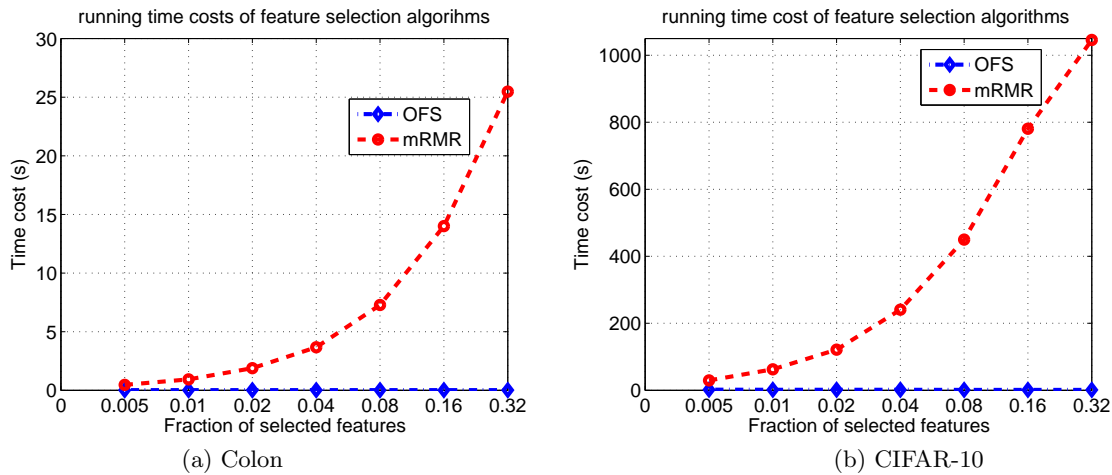 running time costs of feature selection algorihms
30
25
20
15
10
5
0
Time cost (s)
OFS
mRMR
0 0.005 0.01 0.02 0.04 0.08 0.16 0.32
Fraction of selected features
(a) Colon
running time cost of feature selection algorithms
1000
800
600
400
200
0
Time cost (s)
OFS
mRMR
0 0.005 0.01 0.02 0.04 0.08 0.16 0.32
Fraction of selected features
(b) CIFAR-10